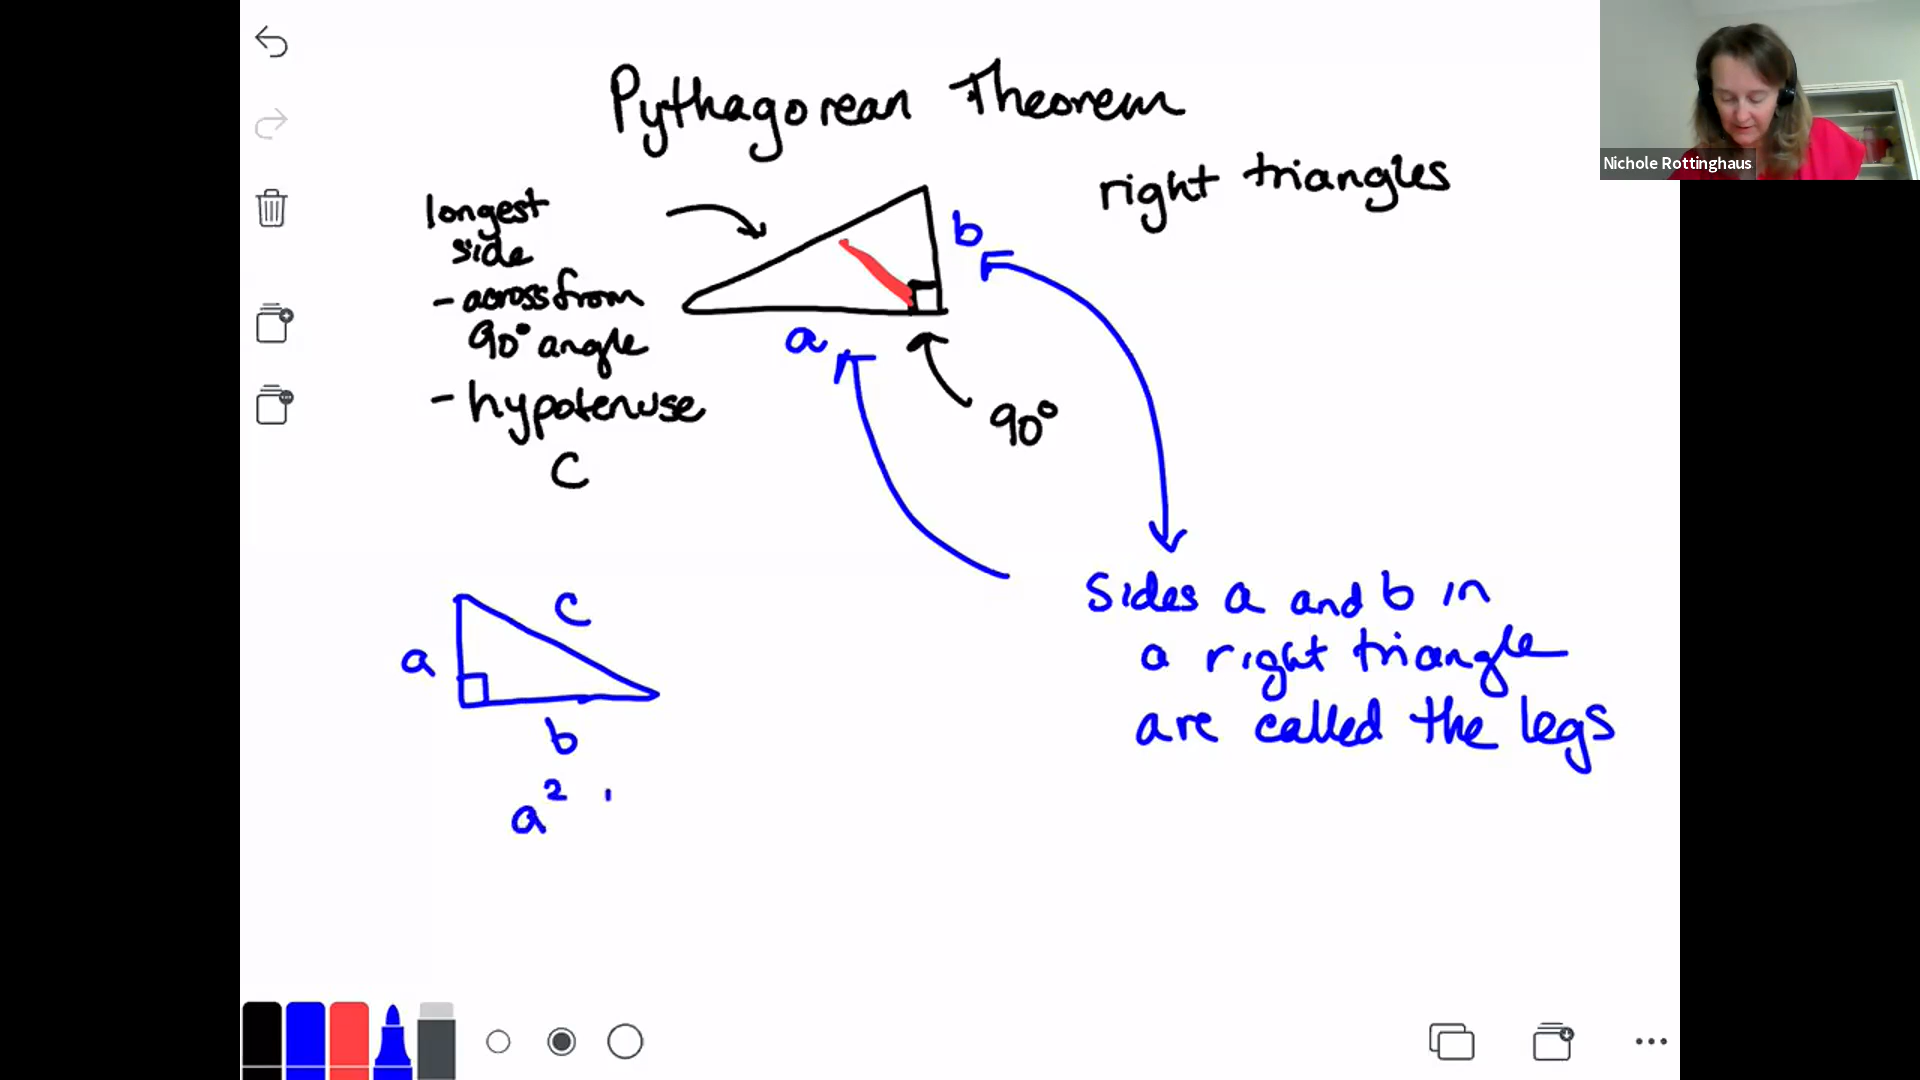 Pythagorean Theorem
right triangles
longest
side
- across from
90° angle
- hypotenuse
C
b
a
90°
Sides a and b in
a right triangle
are called the legs
c
a
b
a²
Nichole Rottinghaus